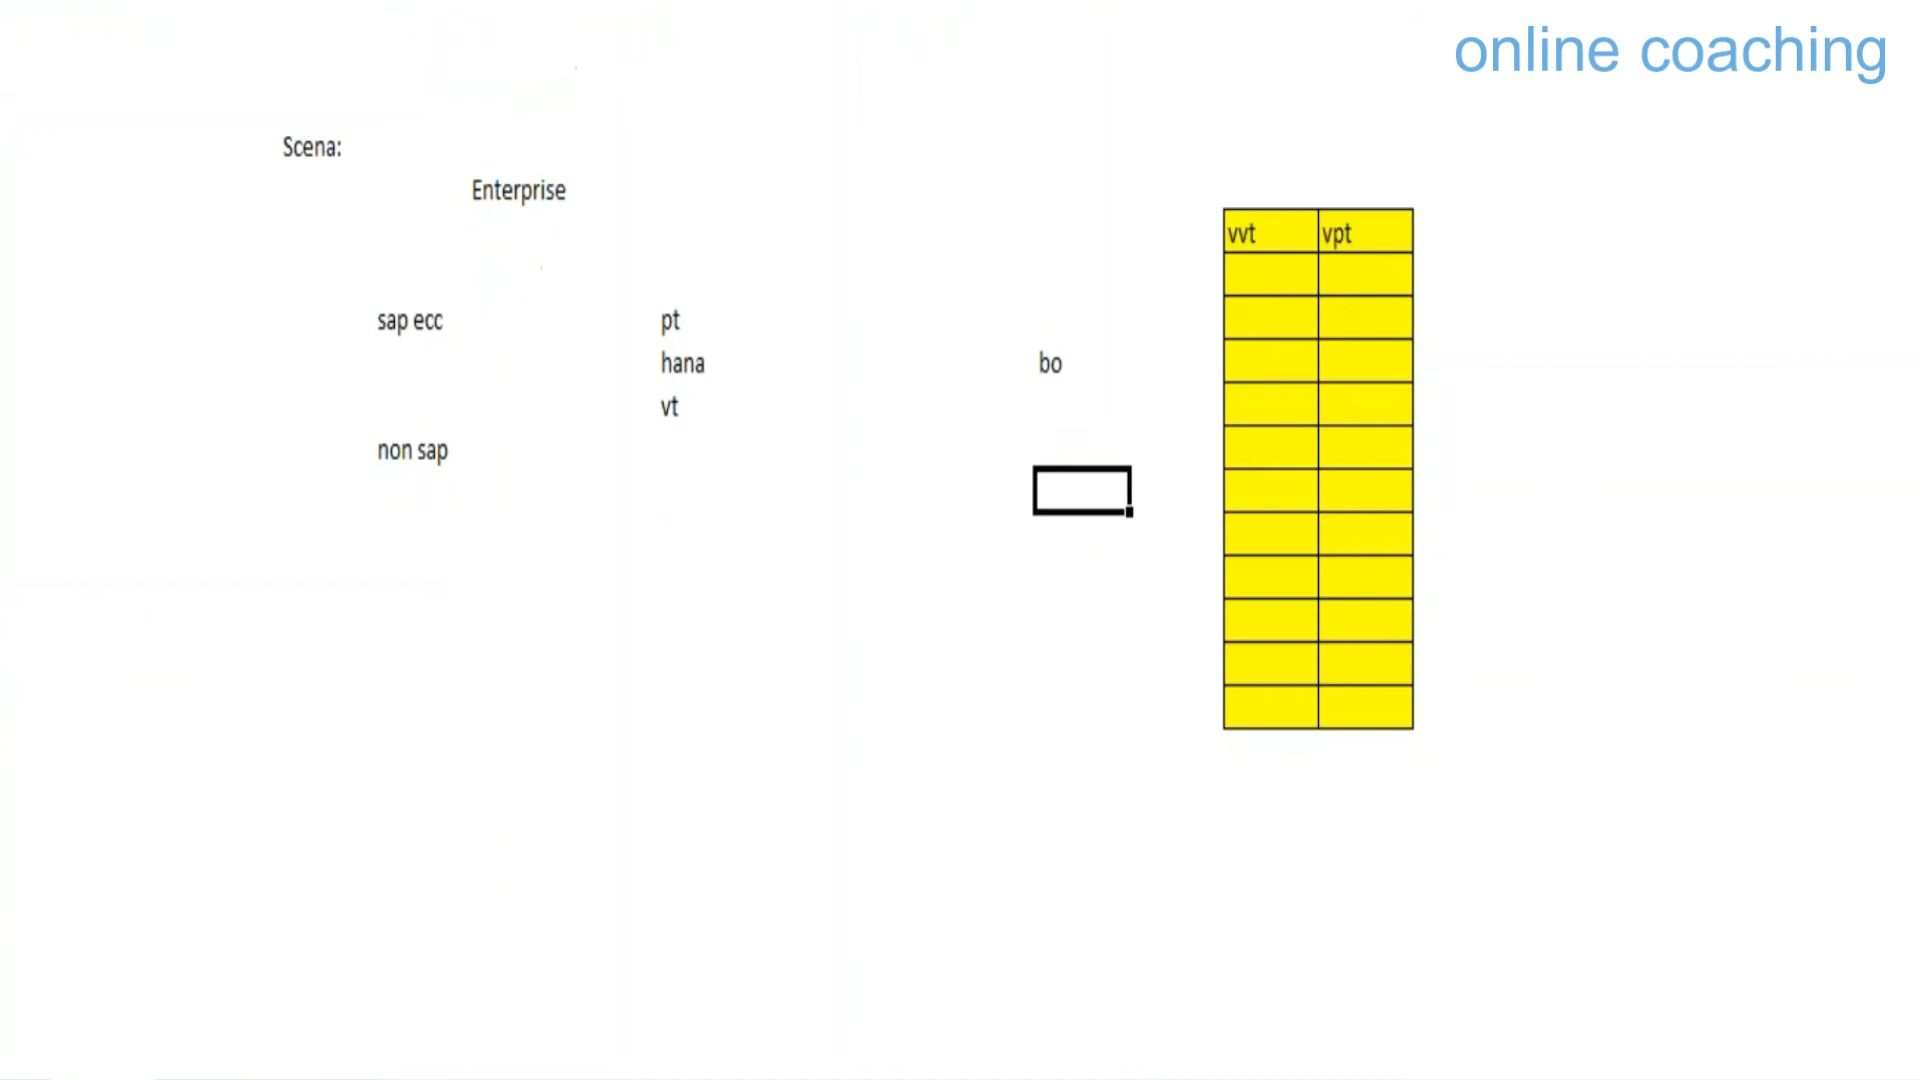 online coaching
Scena:
Enterprise
vvt vpt
sap ecc pt
hana bo
vt
non sap